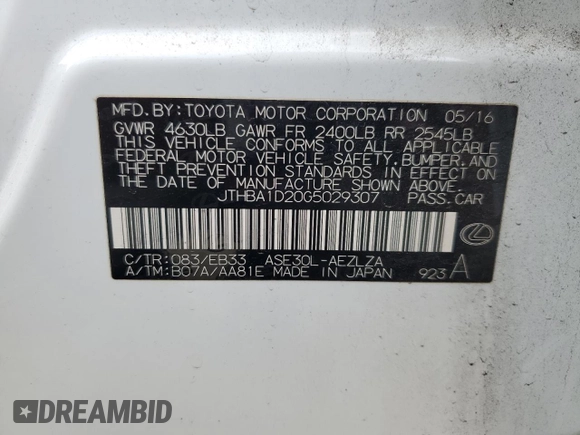 MFD. BY: TOYOTA MOTOR CORPORATION 05/16
GVWR 4630LB GAWR FR 2400LB RR 2545LB
THIS VEHICLE CONFORMS TO ALL APPLICABLE
FEDERAL MOTOR VEHICLE SAFETY, BUMPER, AND
THEFT PREVENTION STANDARDS IN EFFECT ON
THE DATE OF MANUFACTURE SHOWN ABOVE.
JTHBA1D20G5029307 PASS. CAR
C/TR: 083/EB33 ASE30L-AEZLZA
A/TM: B07A/AA81E MADE IN JAPAN 923 A
DREAMBID